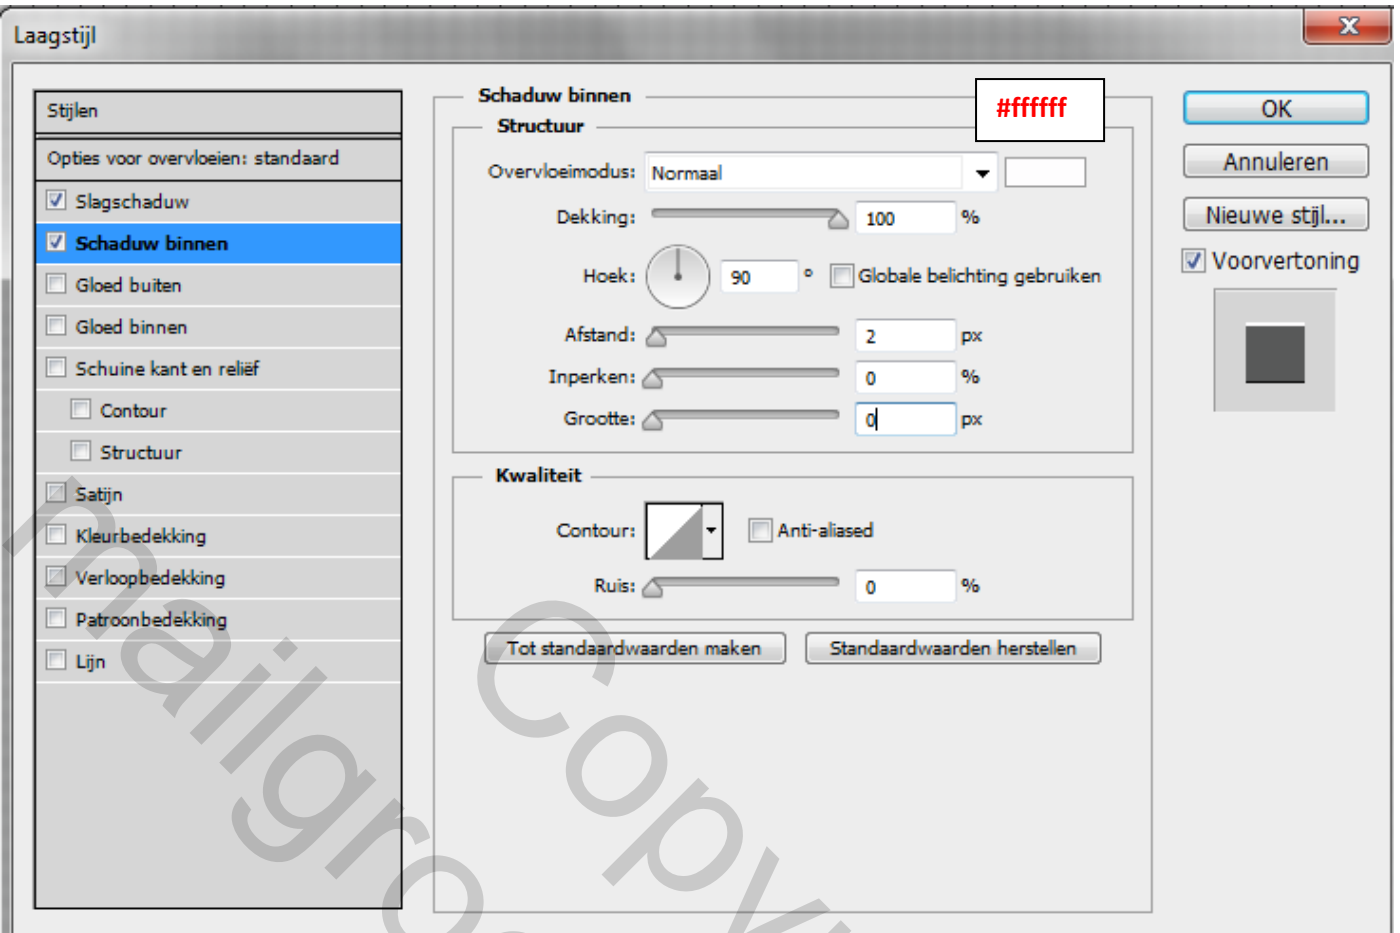 Laagstijl
Stijlen
Opties voor overvloeien: standaard
Slagschaduw
Schaduw binnen
Gloed buiten
Gloed binnen
Schuine kant en reliëf
Contour
Structuur
Satijn
Kleurbedekking
Verloopbedekking
Patroonbedekking
Lijn
Schaduw binnen
#ffffff
Structuur
Overvloeimodus: Normaal
Dekking: 100 %
Hoek: 90 ° Globale belichting gebruiken
Afstand: 2 px
Inperken: 0 %
Grootte: 0 px
Kwaliteit
Contour: Anti-aliased
Ruis: 0 %
Tot standaardwaarden maken Standaardwaarden herstellen
OK
Annuleren
Nieuwe stijl...
Voorvertoning